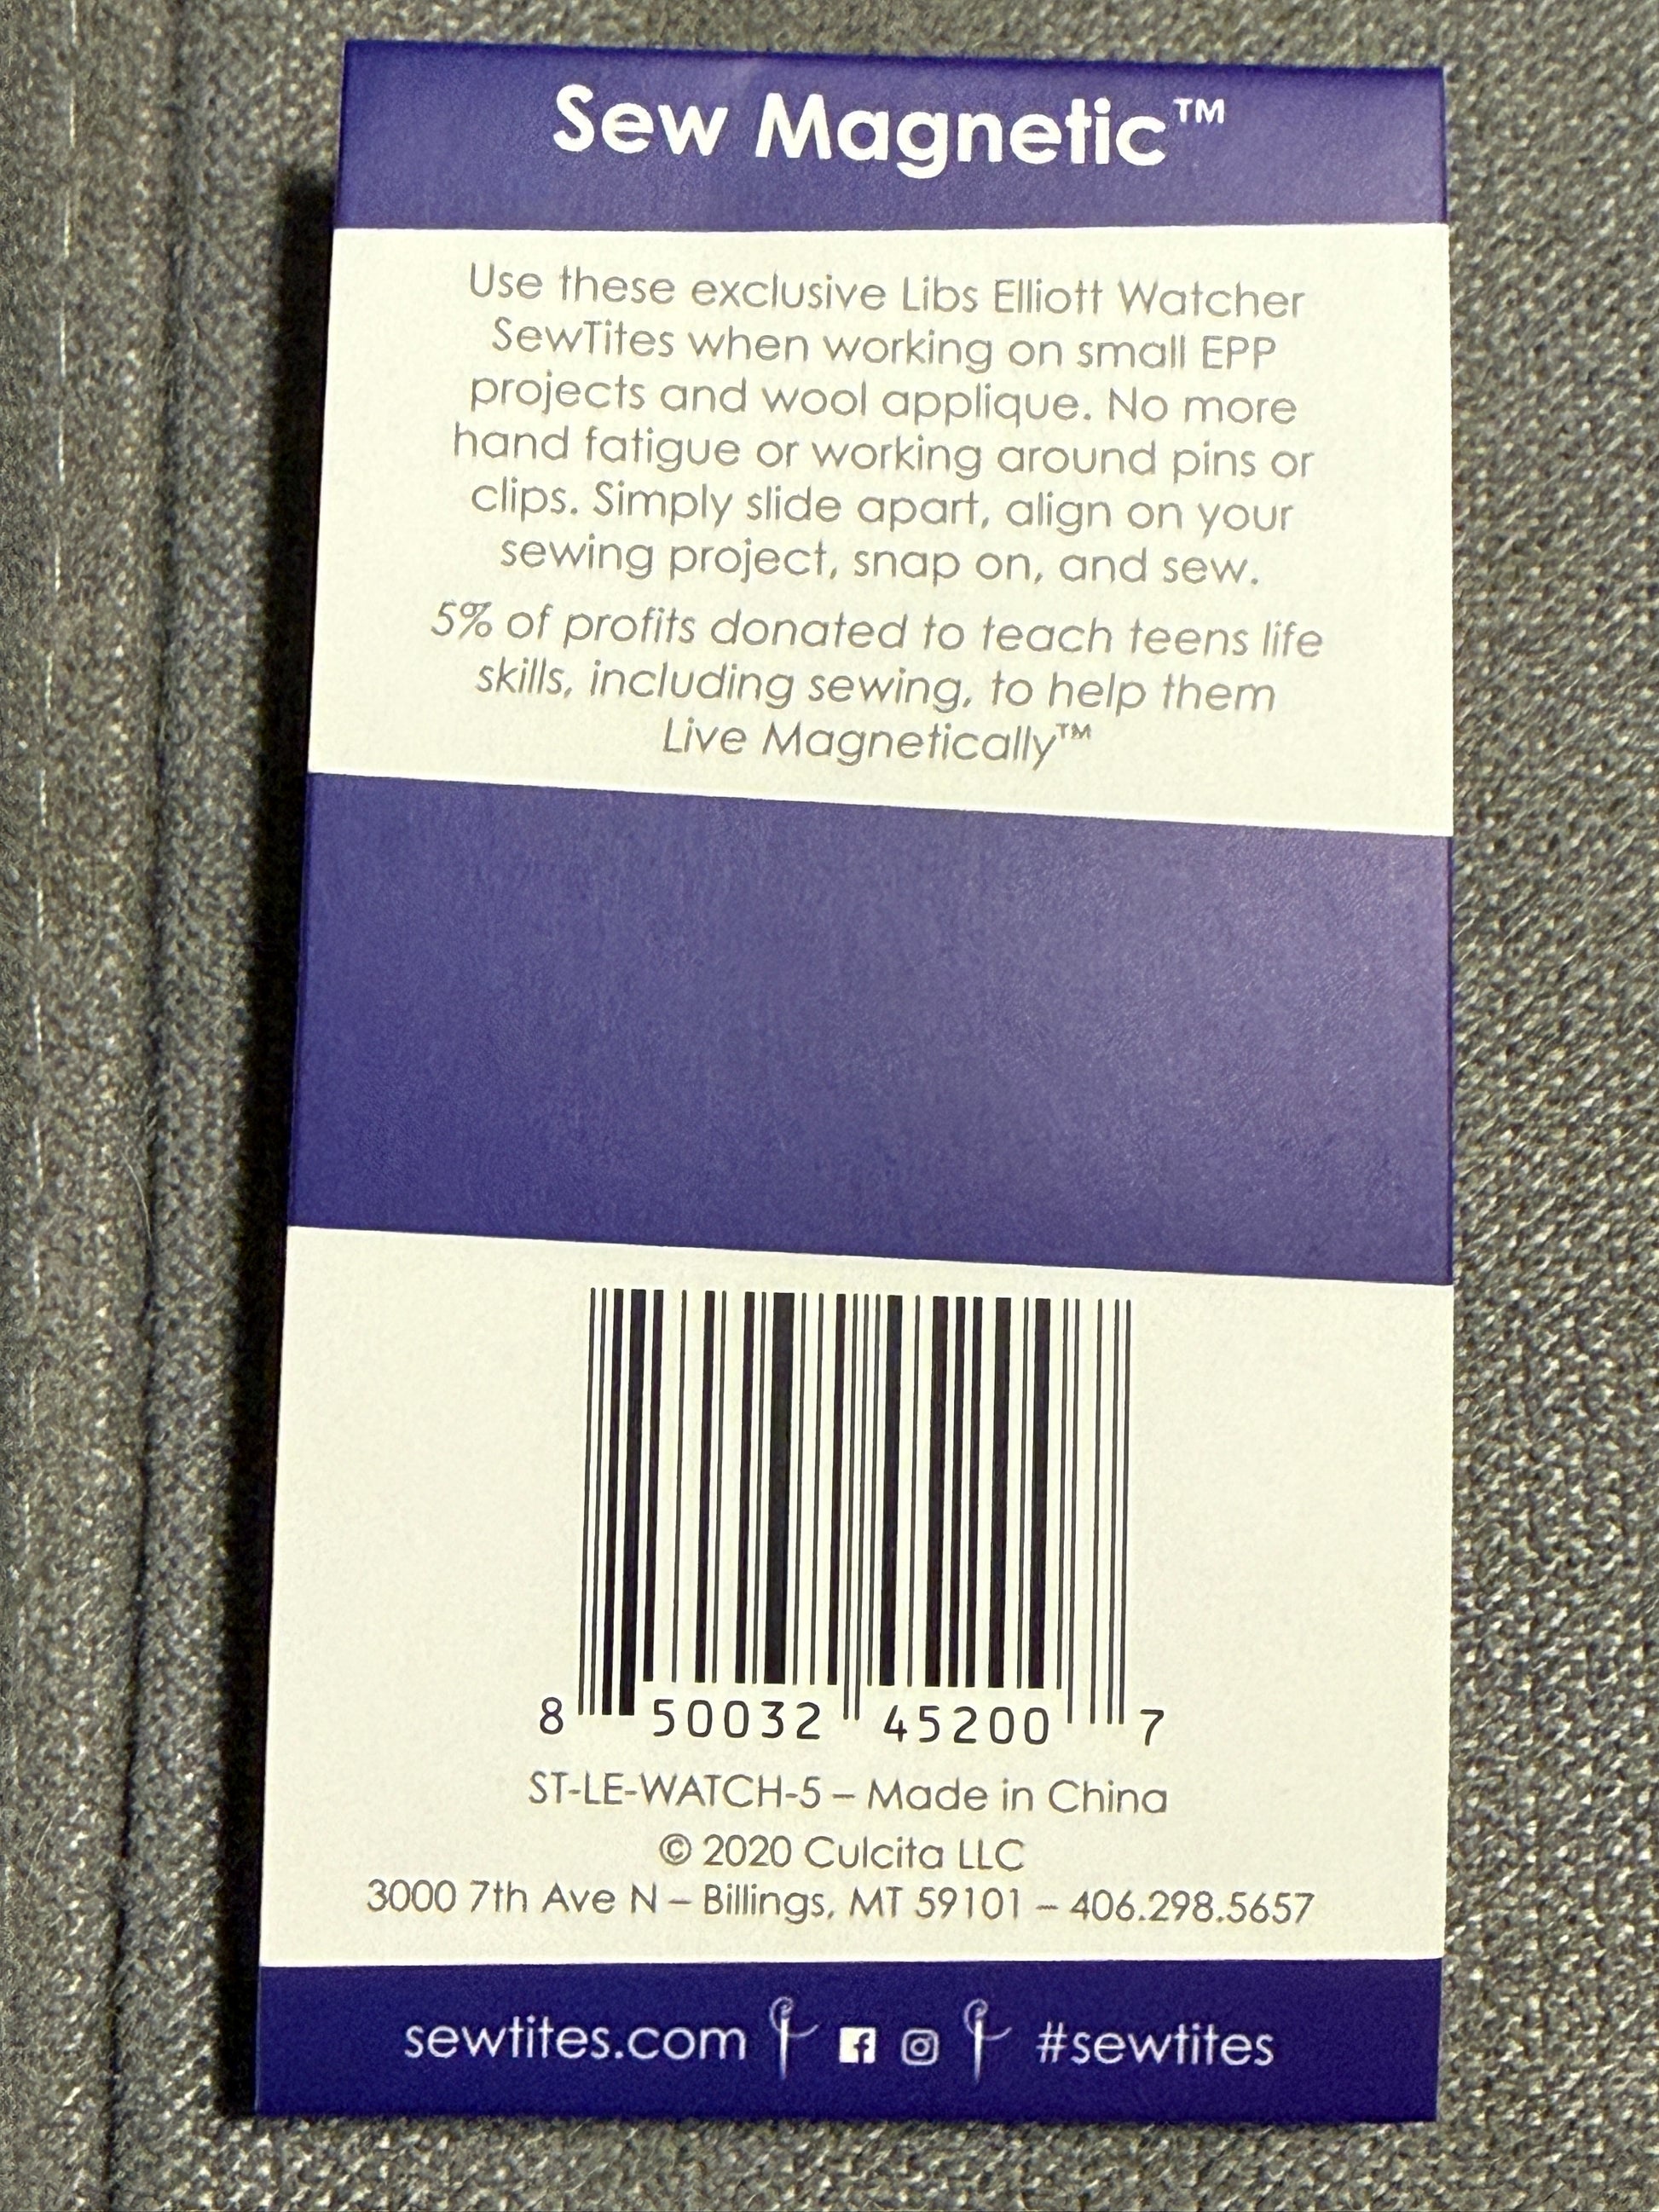 Sew Magnetic™
Use these exclusive Libs Elliott Watcher
SewTites when working on small EPP
projects and wool applique. No more
hand fatigue or working around pins or
clips. Simply slide apart, align on your
sewing project, snap on, and sew.
5% of profits donated to teach teens life
skills, including sewing, to help them
Live Magnetically™
8 50032 45200 7
ST-LE-WATCH-5 – Made in China
© 2020 Culcita LLC
3000 7th Ave N – Billings, MT 59101 – 406.298.5657
sewtites.com #sewtites